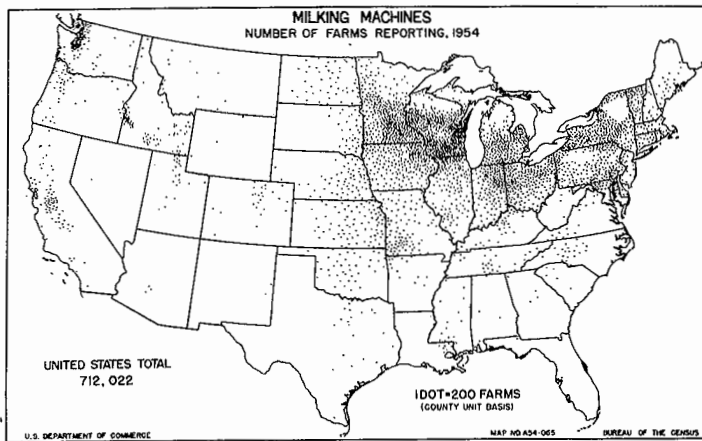 MILKING MACHINES
NUMBER OF FARMS REPORTING, 1954
UNITED STATES TOTAL
712, 022
1 DOT=200 FARMS
(COUNTY UNIT BASIS)
U.S. DEPARTMENT OF COMMERCE
MAP NO. A54-065
BUREAU OF THE CENSUS